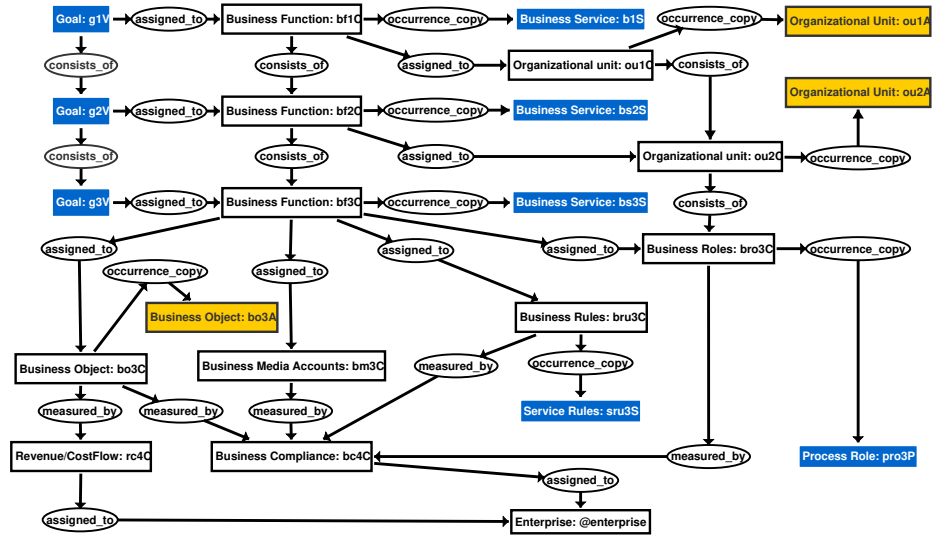 Goal: g1V
assigned_to
Business Function: bf1C
occurrence_copy
Business Service: b1S
occurrence_copy
Organizational Unit: ou1A
consists_of
consists_of
assigned_to
Organizational unit: ou1C
consists_of
Organizational Unit: ou2A
Goal: g2V
assigned_to
Business Function: bf2C
occurrence_copy
Business Service: bs2S
consists_of
consists_of
assigned_to
Organizational unit: ou2C
occurrence_copy
Goal: g3V
assigned_to
Business Function: bf3C
occurrence_copy
Business Service: bs3S
consists_of
assigned_to
occurrence_copy
assigned_to
assigned_to
assigned_to
Business Roles: bro3C
occurrence_copy
Business Object: bo3A
Business Rules: bru3C
Business Object: bo3C
Business Media Accounts: bm3C
measured_by
occurrence_copy
measured_by
measured_by
measured_by
Service Rules: sru3S
Revenue/CostFlow: rc4C
Business Compliance: bc4C
measured_by
Process Role: pro3P
assigned_to
assigned_to
Enterprise: @enterprise